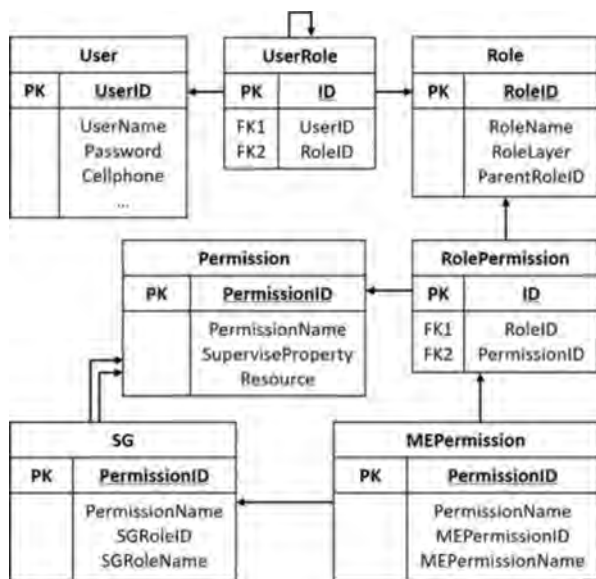 User
PK UserID
UserName
Password
Cellphone
...
UserRole
PK ID
FK1 UserID
FK2 RoleID
Role
PK RoleID
RoleName
RoleLayer
ParentRoleID
Permission
PK PermissionID
PermissionName
SuperviseProperty
Resource
RolePermission
PK ID
FK1 RoleID
FK2 PermissionID
SG
PK PermissionID
PermissionName
SGRoleID
SGRoleName
MEPermission
PK PermissionID
PermissionName
MEPermissionID
MEPermissionName